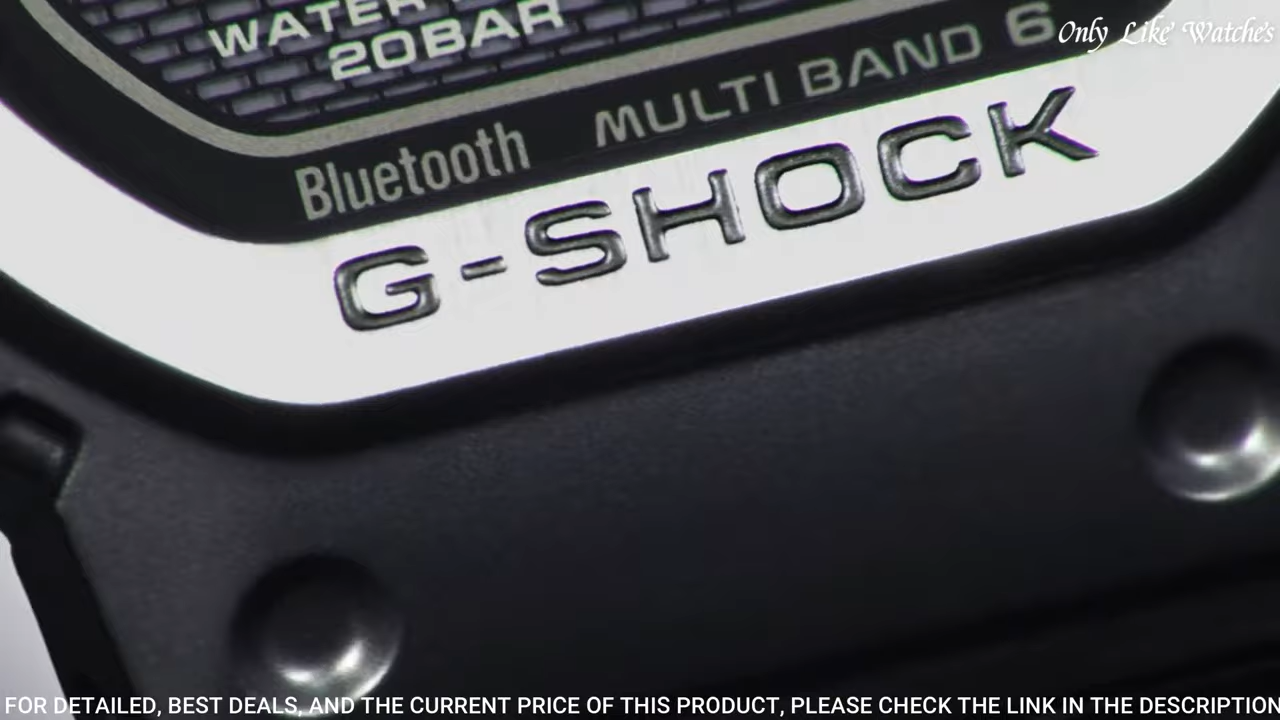 WATER
20BAR
Bluetooth MULTI BAND 6
G-SHOCK
Only Like' Watche's
FOR DETAILED, BEST DEALS, AND THE CURRENT PRICE OF THIS PRODUCT, PLEASE CHECK THE LINK IN THE DESCRIPTION